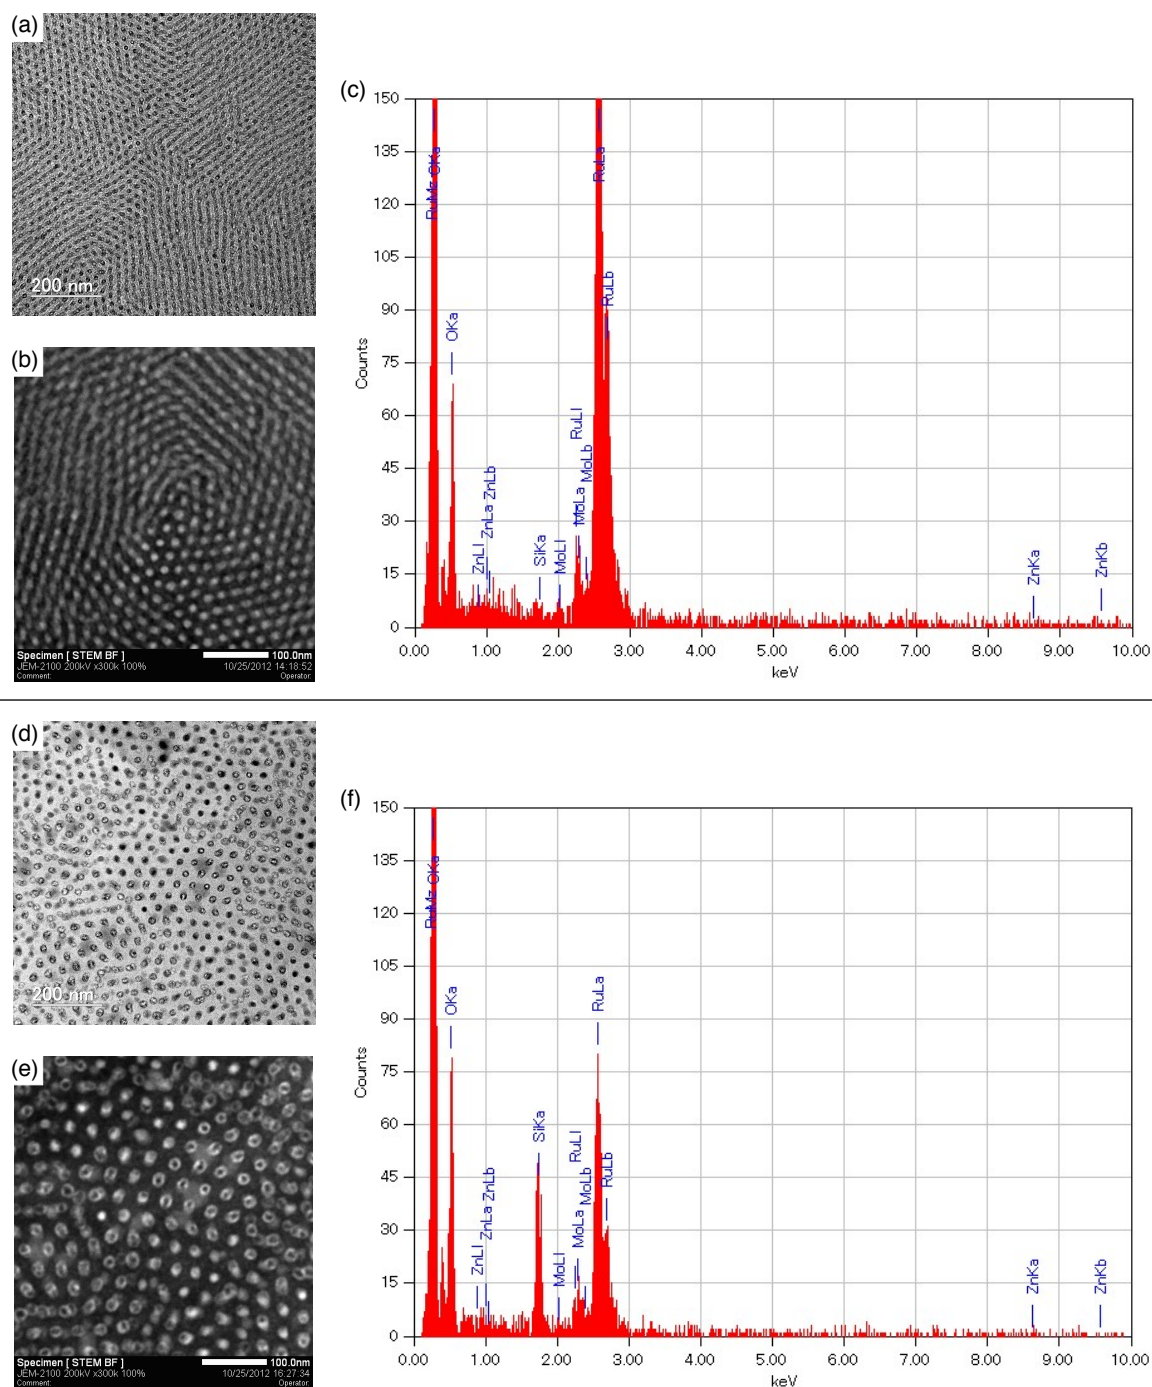 (a)
200 nm
(b)
Specimen [ STEM BF ] 100.0nm
JEM-2100 200kV x300k 100% 10/25/2012 14:18:52
Comment: Operator:
(c)
Counts
150
135
120
105
90
75
60
45
30
15
0
RuMz OKa
OKa
ZnLl
ZnLa ZnLb
SiKa
MoLl
MoLa RuLl
MoLb
RuLa
RuLb
ZnKa
ZnKb
0.00 1.00 2.00 3.00 4.00 5.00 6.00 7.00 8.00 9.00 10.00
keV
(d)
200 nm
(e)
Specimen [ STEM BF ] 100.0nm
JEM-2100 200kV x300k 100% 10/25/2012 16:27:34
Comment: Operator:
(f)
Counts
150
135
120
105
90
75
60
45
30
15
0
RuMz OKa
OKa
ZnLl
ZnLa ZnLb
SiKa
MoLl
MoLa RuLl
MoLb
RuLa
RuLb
ZnKa
ZnKb
0.00 1.00 2.00 3.00 4.00 5.00 6.00 7.00 8.00 9.00 10.00
keV